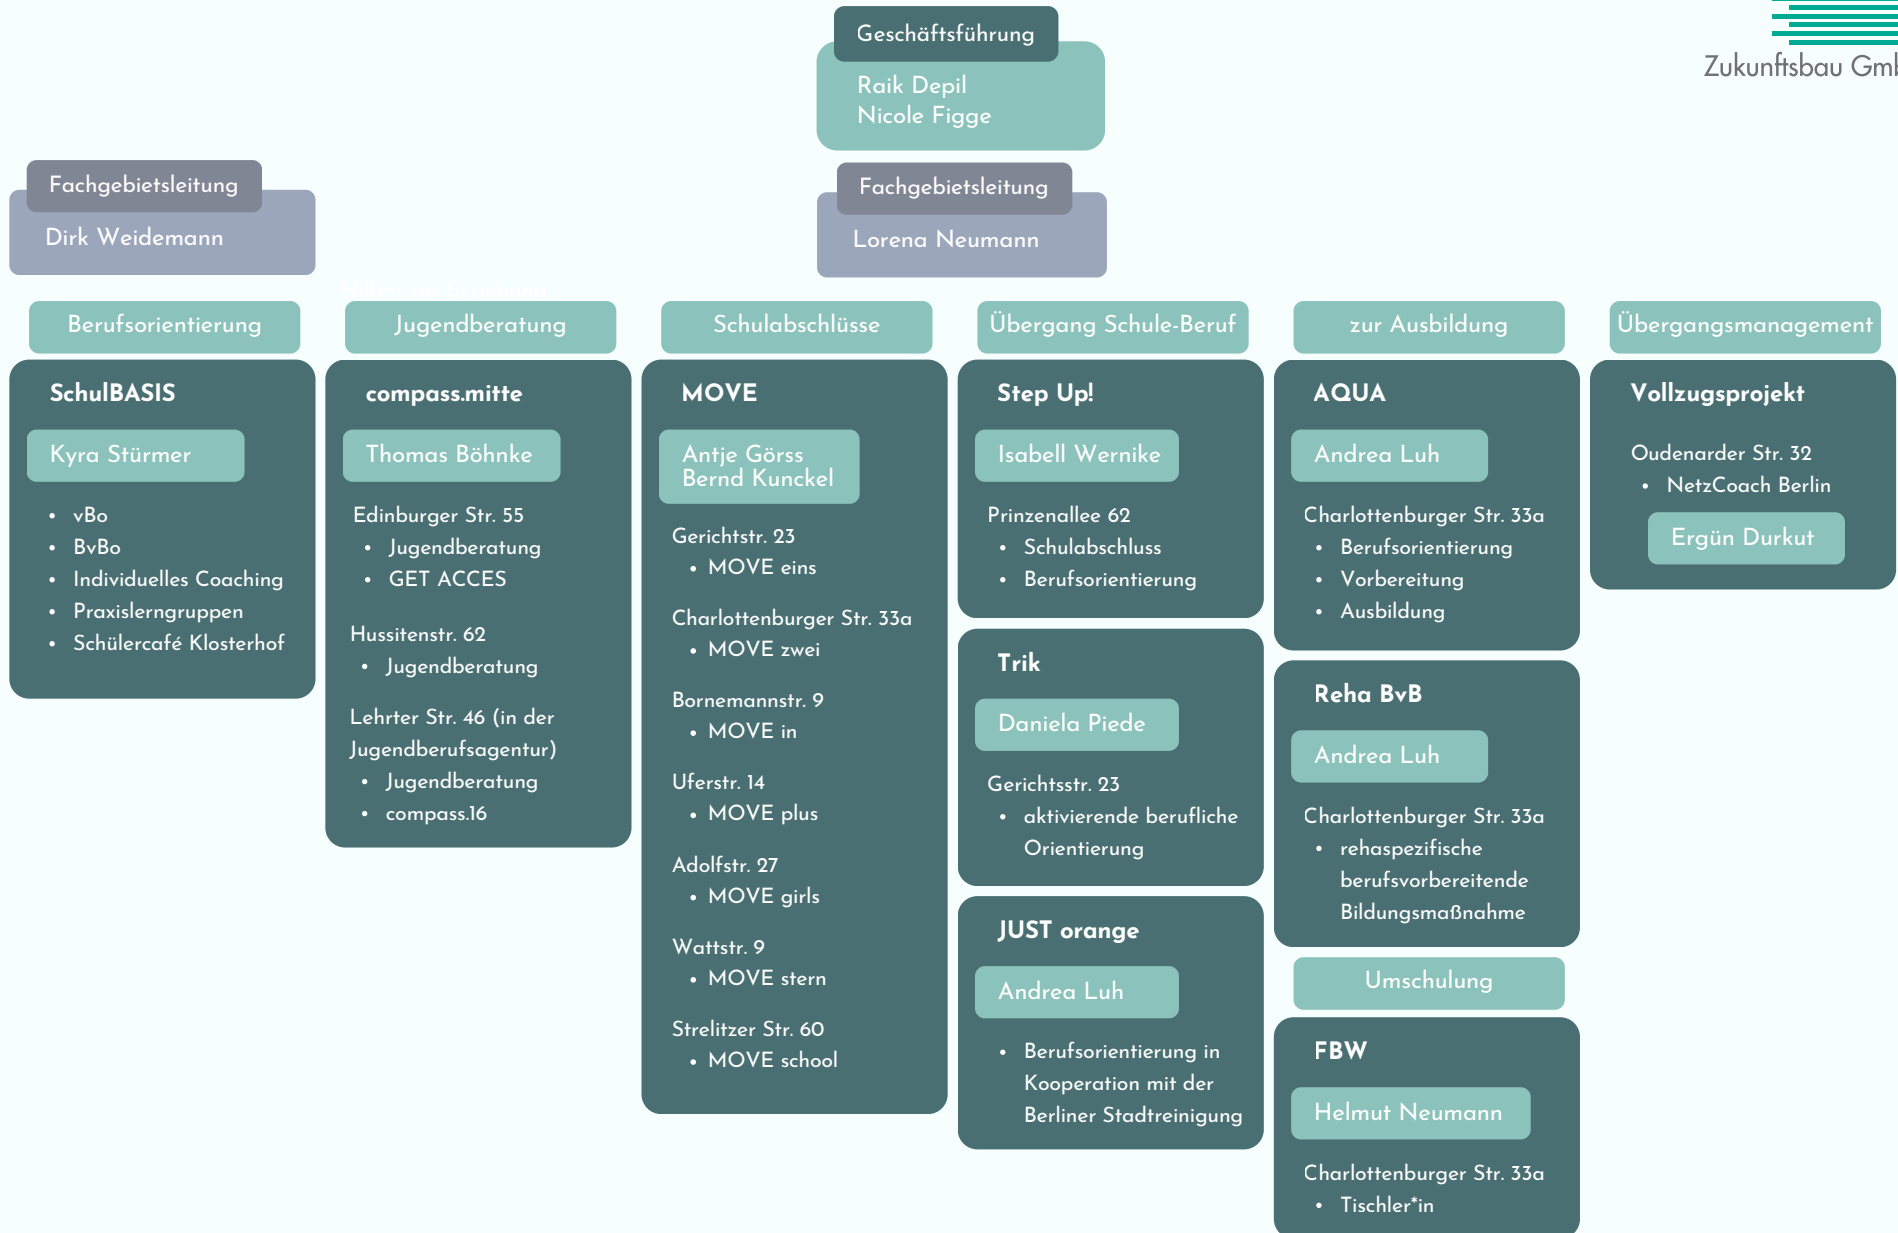 Geschäftsführung
Raik Depil
Nicole Figge
Zukunftsbau Gmb
Fachgebietsleitung
Dirk Weidemann
Fachgebietsleitung
Lorena Neumann
Berufsorientierung
SchulBASIS
Kyra Stürmer
• vBo
• BvBo
• Individuelles Coaching
• Praxislerngruppen
• Schülercafé Klosterhof
Jugendberatung
compass.mitte
Thomas Böhnke
Edinburger Str. 55
• Jugendberatung
• GET ACCES
Hussitenstr. 62
• Jugendberatung
Lehrter Str. 46 (in der
Jugendberufsagentur)
• Jugendberatung
• compass.16
Schulabschlüsse
MOVE
Antje Görss
Bernd Kunckel
Gerichtstr. 23
• MOVE eins
Charlottenburger Str. 33a
• MOVE zwei
Bornemannstr. 9
• MOVE in
Uferstr. 14
• MOVE plus
Adolfstr. 27
• MOVE girls
Wattstr. 9
• MOVE stern
Strelitzer Str. 60
• MOVE school
Übergang Schule-Beruf
Step Up!
Isabell Wernike
Prinzenallee 62
• Schulabschluss
• Berufsorientierung
Trik
Daniela Piede
Gerichtsstr. 23
• aktivierende berufliche
Orientierung
JUST orange
Andrea Luh
• Berufsorientierung in
Kooperation mit der
Berliner Stadtreinigung
zur Ausbildung
AQUA
Andrea Luh
Charlottenburger Str. 33a
• Berufsorientierung
• Vorbereitung
• Ausbildung
Reha BvB
Andrea Luh
Charlottenburger Str. 33a
• rehaspezifische
berufsvorbereitende
Bildungsmaßnahme
Umschulung
FBW
Helmut Neumann
Charlottenburger Str. 33a
• Tischler*in
Übergangsmanagement
Vollzugsprojekt
Oudenarder Str. 32
• NetzCoach Berlin
Ergün Durkut